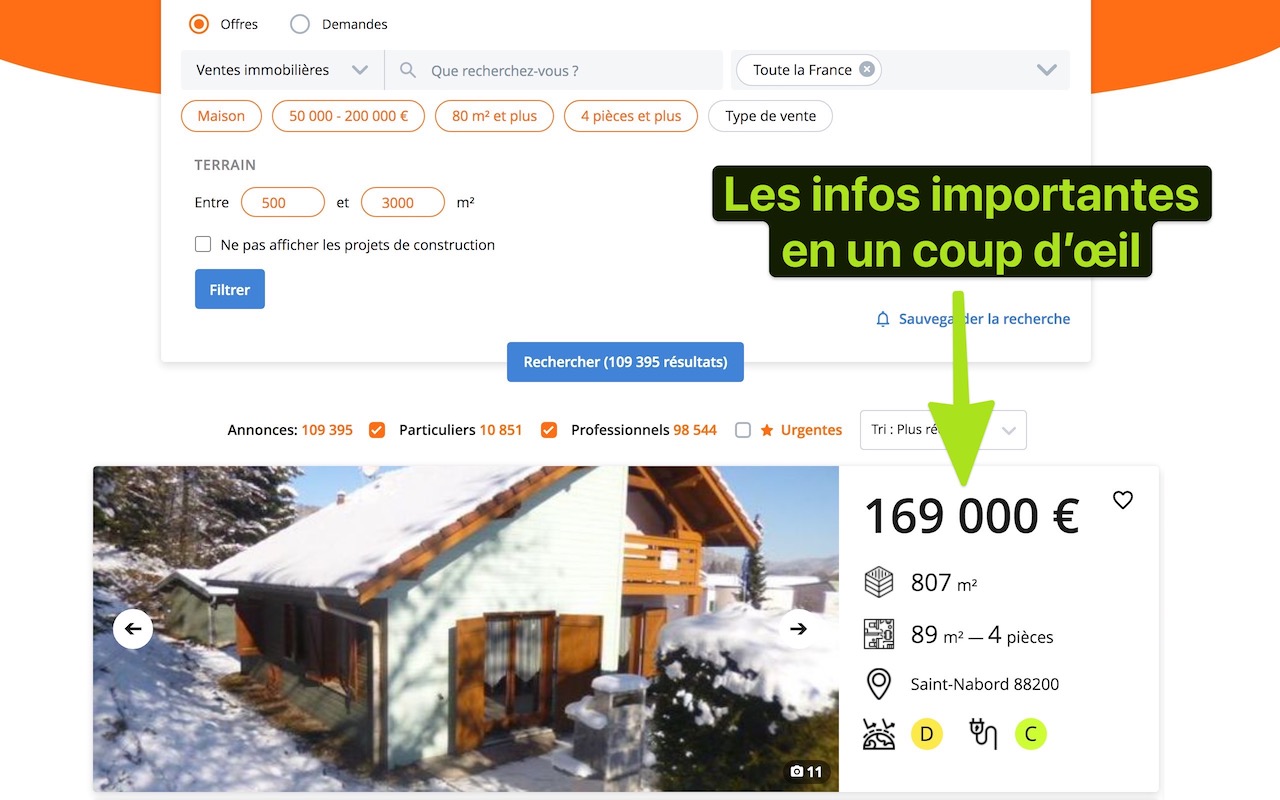 Offres Demandes
Ventes immobilières Que recherchez-vous ? Toute la France
Maison 50 000 - 200 000 € 80 m² et plus 4 pièces et plus Type de vente
TERRAIN
Entre 500 et 3000 m²
Les infos importantes
en un coup d’œil
Ne pas afficher les projets de construction
Filtrer
Sauvegarder la recherche
Rechercher (109 395 résultats)
Annonces: 109 395 Particuliers 10 851 Professionnels 98 544 Urgentes Tri : Plus
169 000 €
807 m²
89 m² — 4 pièces
Saint-Nabord 88200
D C
11